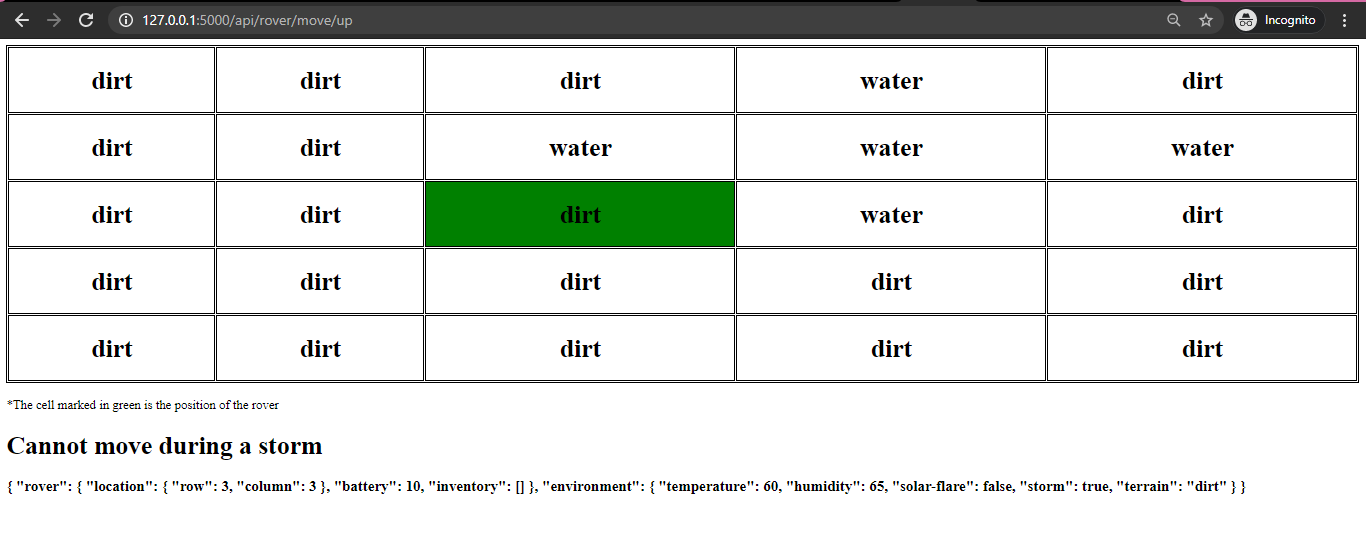 127.0.0.1:5000/api/rover/move/up Incognito
dirt dirt dirt water dirt
dirt dirt water water water
dirt dirt dirt water dirt
dirt dirt dirt dirt dirt
dirt dirt dirt dirt dirt
*The cell marked in green is the position of the rover
Cannot move during a storm
{ "rover": { "location": { "row": 3, "column": 3 }, "battery": 10, "inventory": [] }, "environment": { "temperature": 60, "humidity": 65, "solar-flare": false, "storm": true, "terrain": "dirt" } }